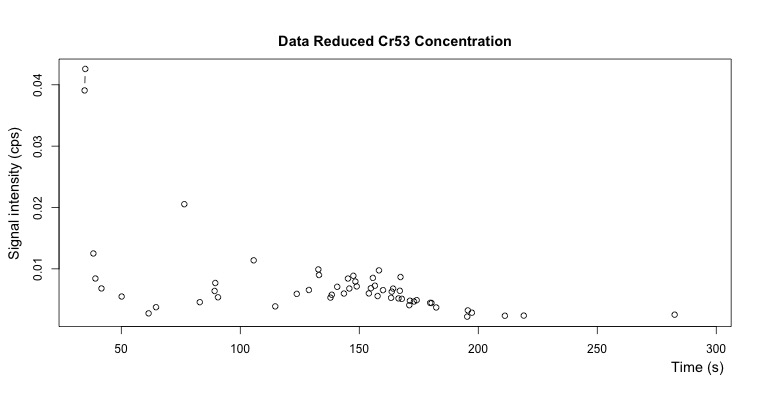 Data Reduced Cr53 Concentration
Signal intensity (cps)
0.04
0.03
0.02
0.01
50 100 150 200 250 300
Time (s)